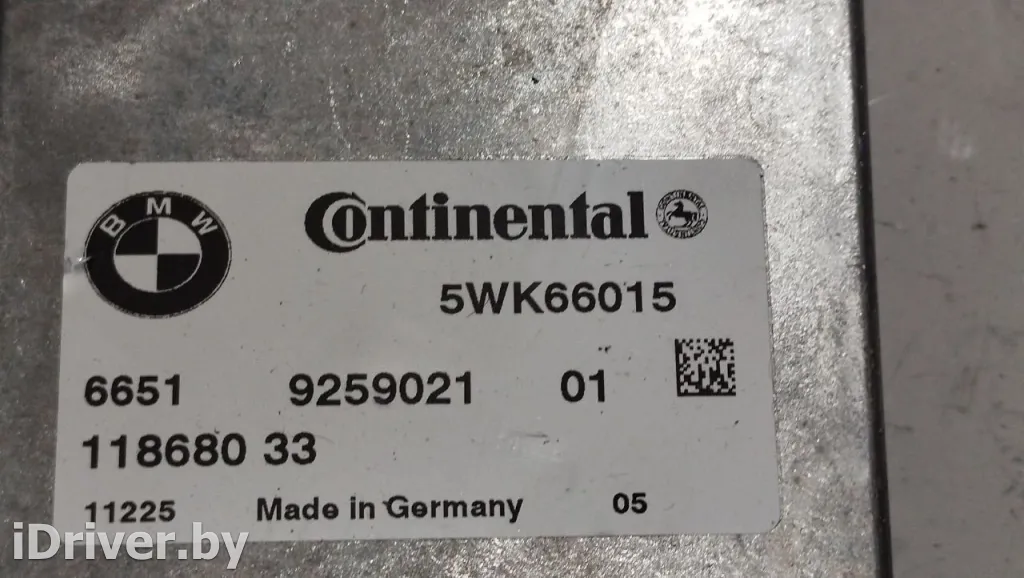 BMW
Continental
5WK66015
6651 9259021 01
118680 33
11225 Made in Germany 05
iDriver.by